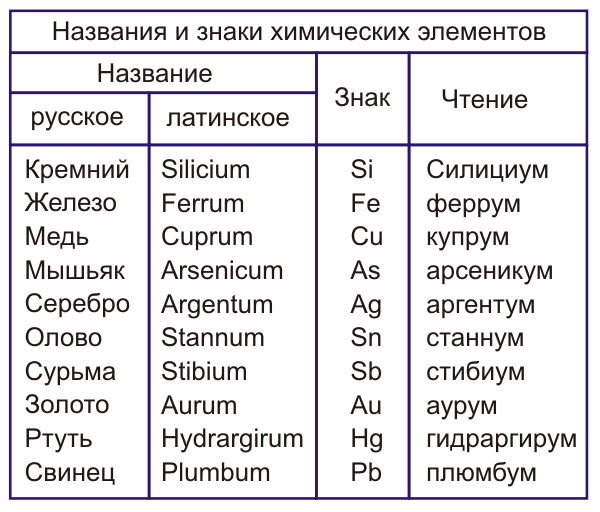 Названия и знаки химических элементов
Название
Знак
Чтение
русское латинское
Кремний Silicium Si Силициум
Железо Ferrum Fe феррум
Медь Cuprum Cu купрум
Мышьяк Arsenicum As арсеникум
Серебро Argentum Ag аргентум
Олово Stannum Sn станнум
Сурьма Stibium Sb стибиум
Золото Aurum Au аурум
Ртуть Hydrargirum Hg гидраргирум
Свинец Plumbum Pb плюмбум